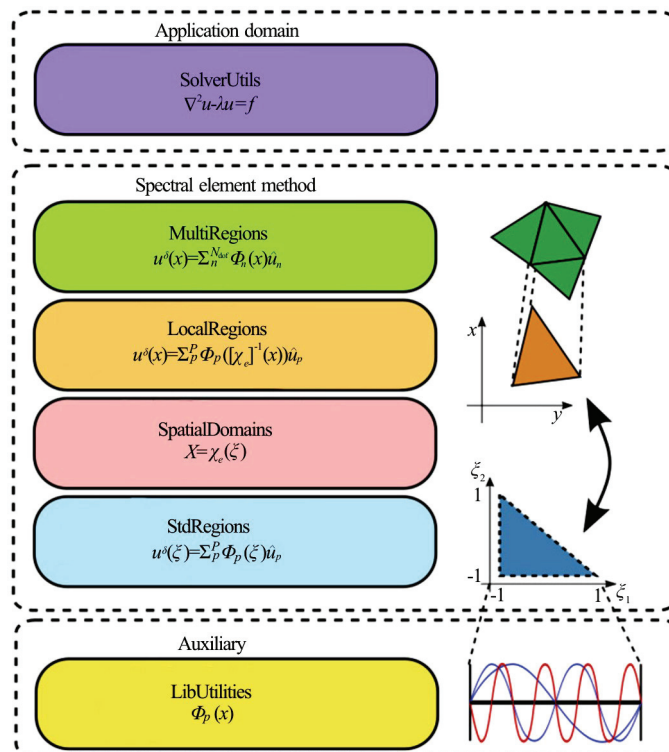 Application domain
SolverUtils
∇²u-λu=f
Spectral element method
MultiRegions
u^δ(x)=Σ_n^{N_dof} Φ_n(x)û_n
LocalRegions
u^δ(x)=Σ_p^P Φ_p([χ_e]^{-1}(x))û_p
x
y
SpatialDomains
X=χ_e(ξ)
ξ_2
1
StdRegions
u^δ(ξ)=Σ_p^P Φ_p(ξ)û_p
-1
-1
1
ξ_1
Auxiliary
LibUtilities
Φ_p(x)